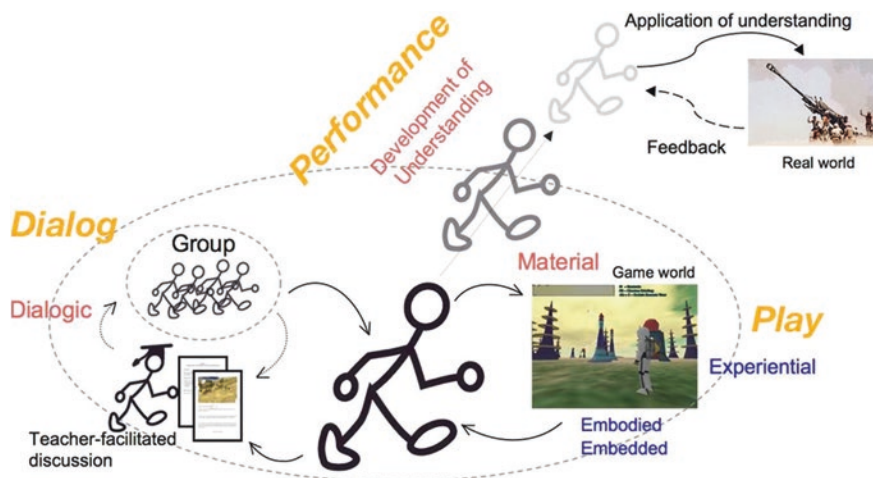 Application of understanding
Performance
Development of
Understanding
Feedback
Real world
Dialog
Group
Material
Game world
Dialogic
Play
Experiential
Teacher-facilitated
discussion
Embodied
Embedded